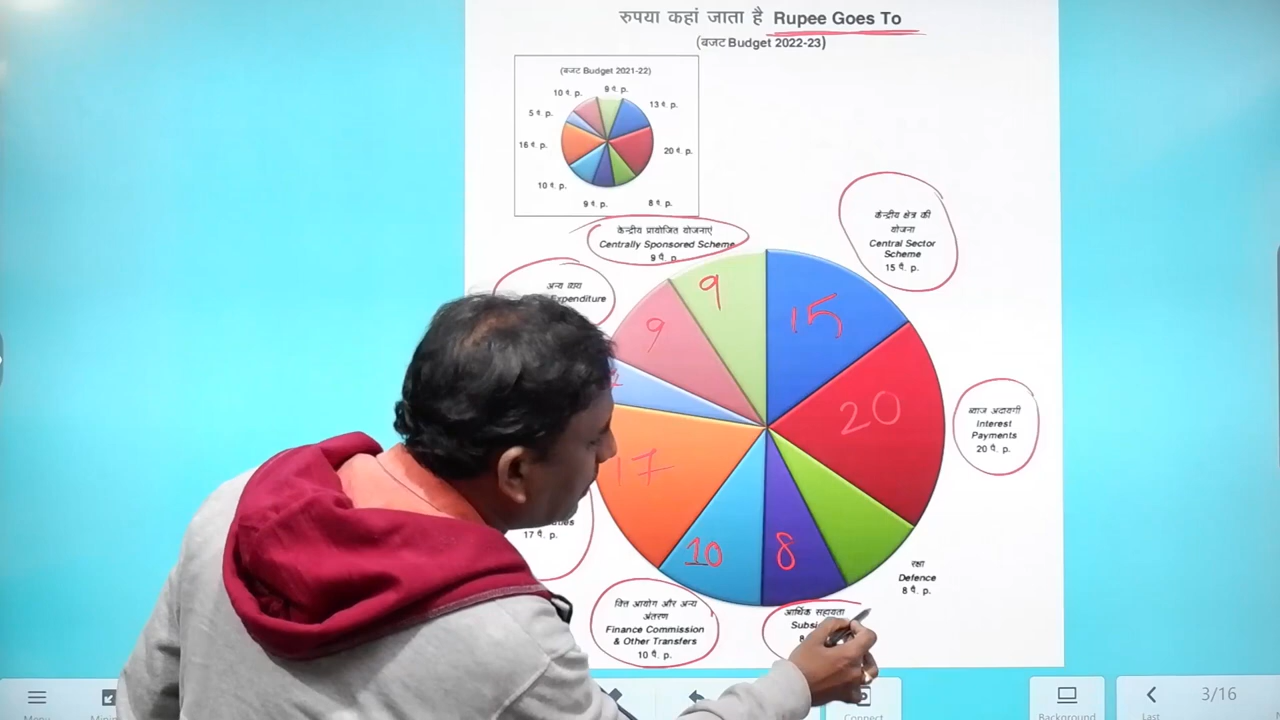 रुपया कहां जाता है Rupee Goes To
(बजट Budget 2022-23)
(बजट Budget 2021-22)
10 पै. p.
9 पै. p.
13 पै. p.
5 पै. p.
16 पै. p.
20 पै. p.
10 पै. p.
9 पै. p.
8 पै. p.
केन्द्रीय प्रायोजित योजनाएं
Centrally Sponsored Scheme
9 पै. p.
केन्द्रीय क्षेत्र की
योजना
Central Sector
Scheme
15 पै. p.
अन्य व्यय
Expenditure
9
9
15
20
17
10
8
ब्याज अदायगी
Interest
Payments
20 पै. p.
17 पै. p.
रक्षा
Defence
8 पै. p.
वित्त आयोग और अन्य
अंतरण
Finance Commission
& Other Transfers
10 पै. p.
आर्थिक सहायता
8
Connect
Background
Last
3/16